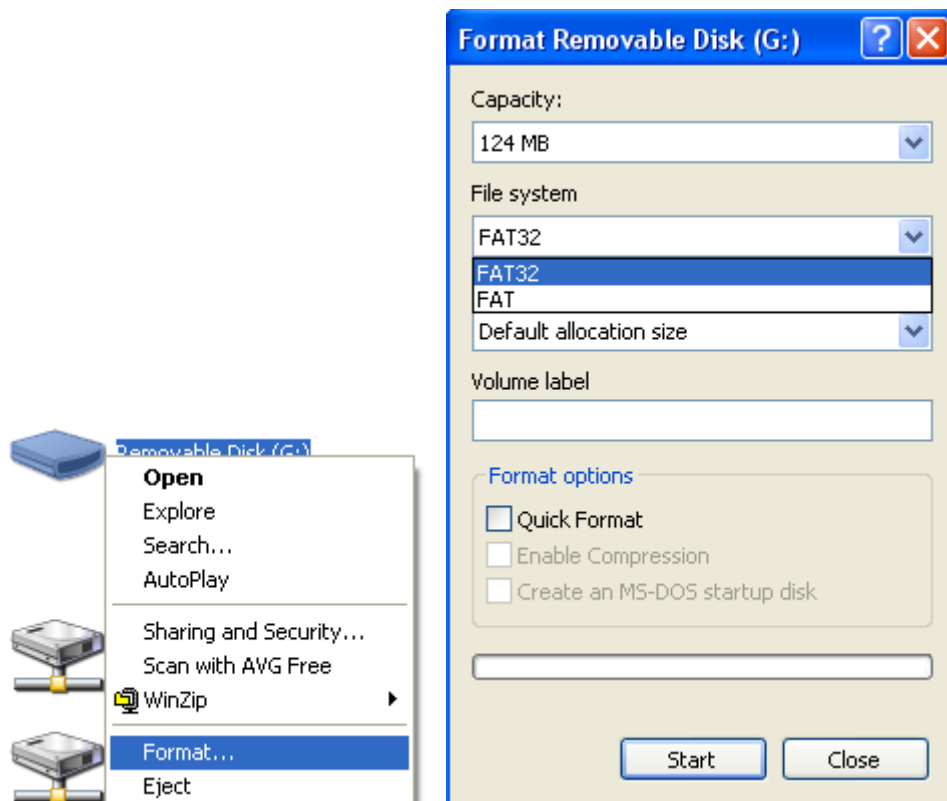 Removable Disk (G:)
Open
Explore
Search...
AutoPlay
Sharing and Security...
Scan with AVG Free
WinZip
Format...
Eject
Format Removable Disk (G:)
Capacity:
124 MB
File system
FAT32
FAT32
FAT
Default allocation size
Volume label
Format options
Quick Format
Enable Compression
Create an MS-DOS startup disk
Start
Close